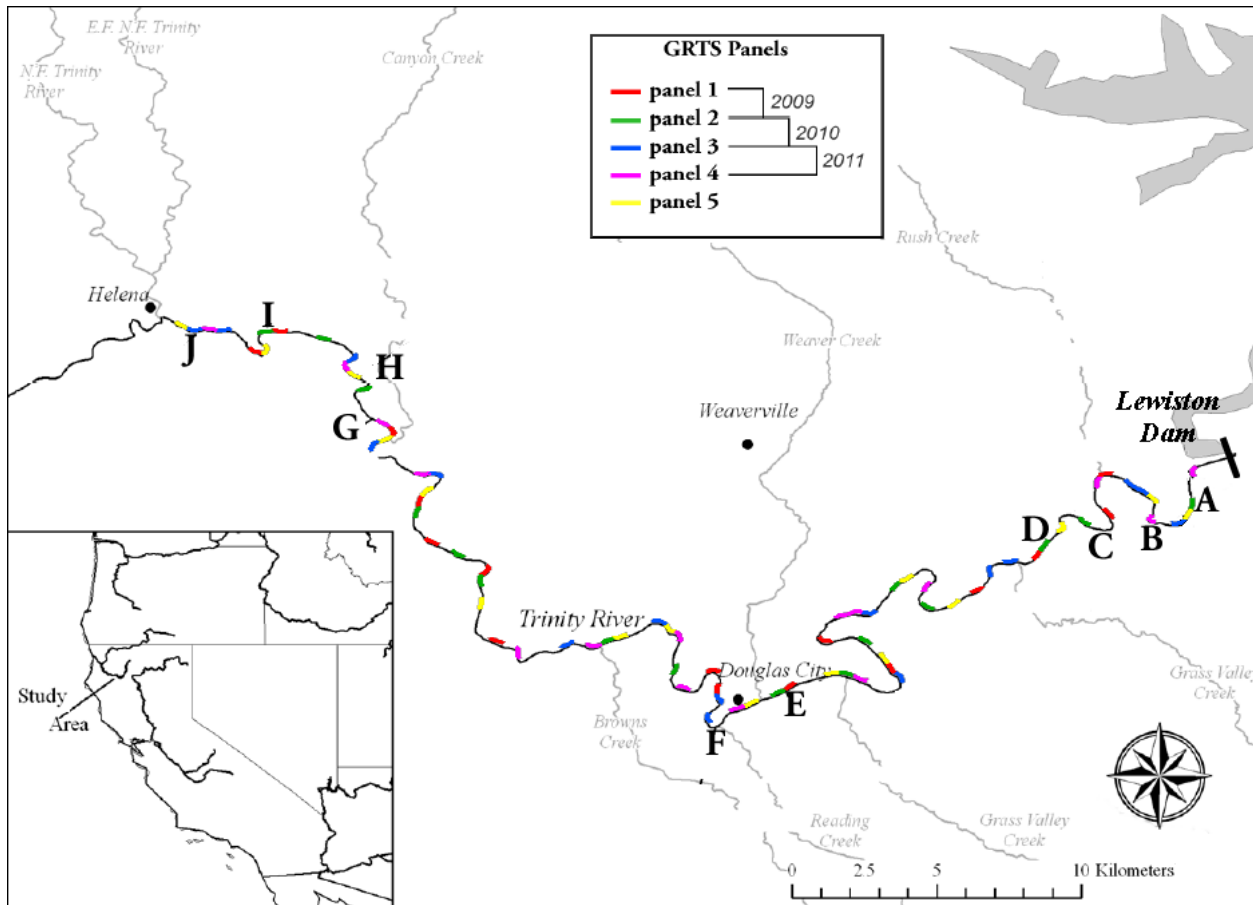 E.F. N.F. Trinity
River
N.F. Trinity
River
Canyon Creek
GRTS Panels
panel 1
panel 2
panel 3
panel 4
panel 5
2009
2010
2011
Rush Creek
Helena
I
J
H
G
Weaver Creek
Weaverville
Lewiston
Dam
A
B
C
D
Trinity River
Douglas City
E
F
Browns
Creek
Grass Valley
Creek
Study
Area
Reading
Creek
Grass Valley
Creek
0 2.5 5 10 Kilometers